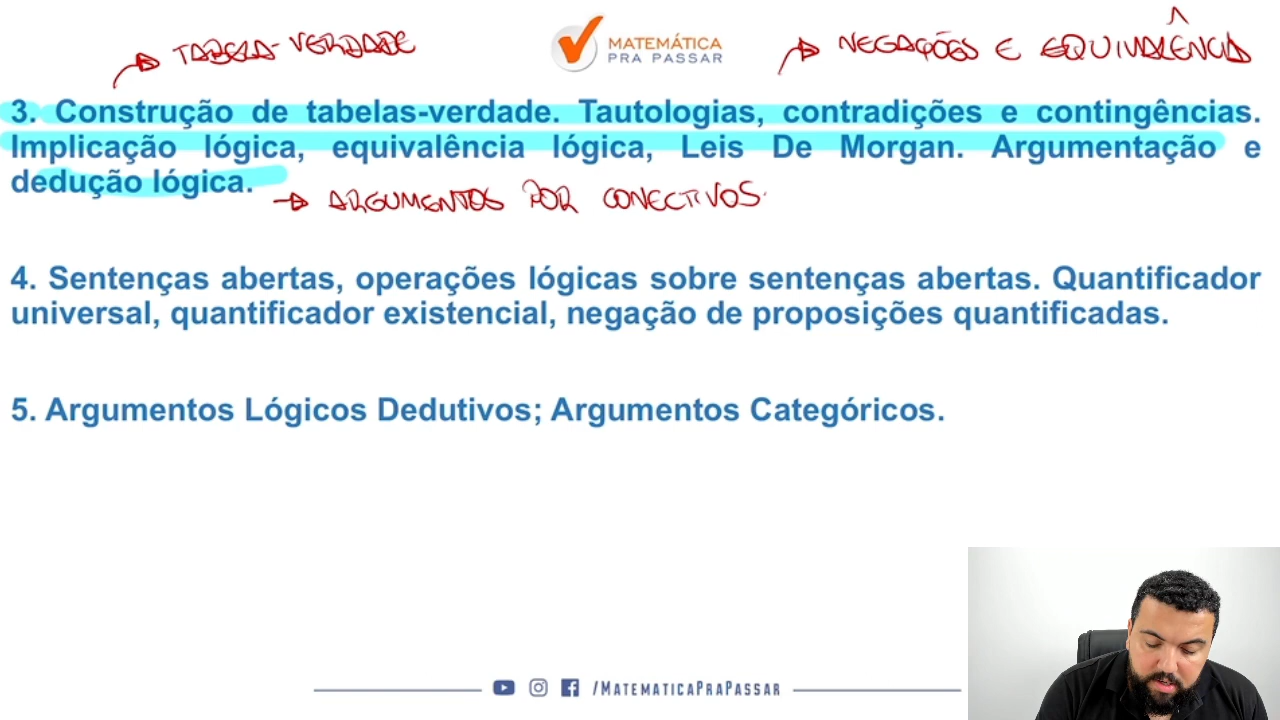 TABELA-VERDADE
MATEMÁTICA
PRA PASSAR
NEGAÇÕES E EQUIVALÊNCIA
3. Construção de tabelas-verdade. Tautologias, contradições e contingências.
Implicação lógica, equivalência lógica, Leis De Morgan. Argumentação e
dedução lógica.
ARGUMENTOS POR CONECTIVOS.
4. Sentenças abertas, operações lógicas sobre sentenças abertas. Quantificador
universal, quantificador existencial, negação de proposições quantificadas.
5. Argumentos Lógicos Dedutivos; Argumentos Categóricos.
/MATEMATICAPRAPASSAR